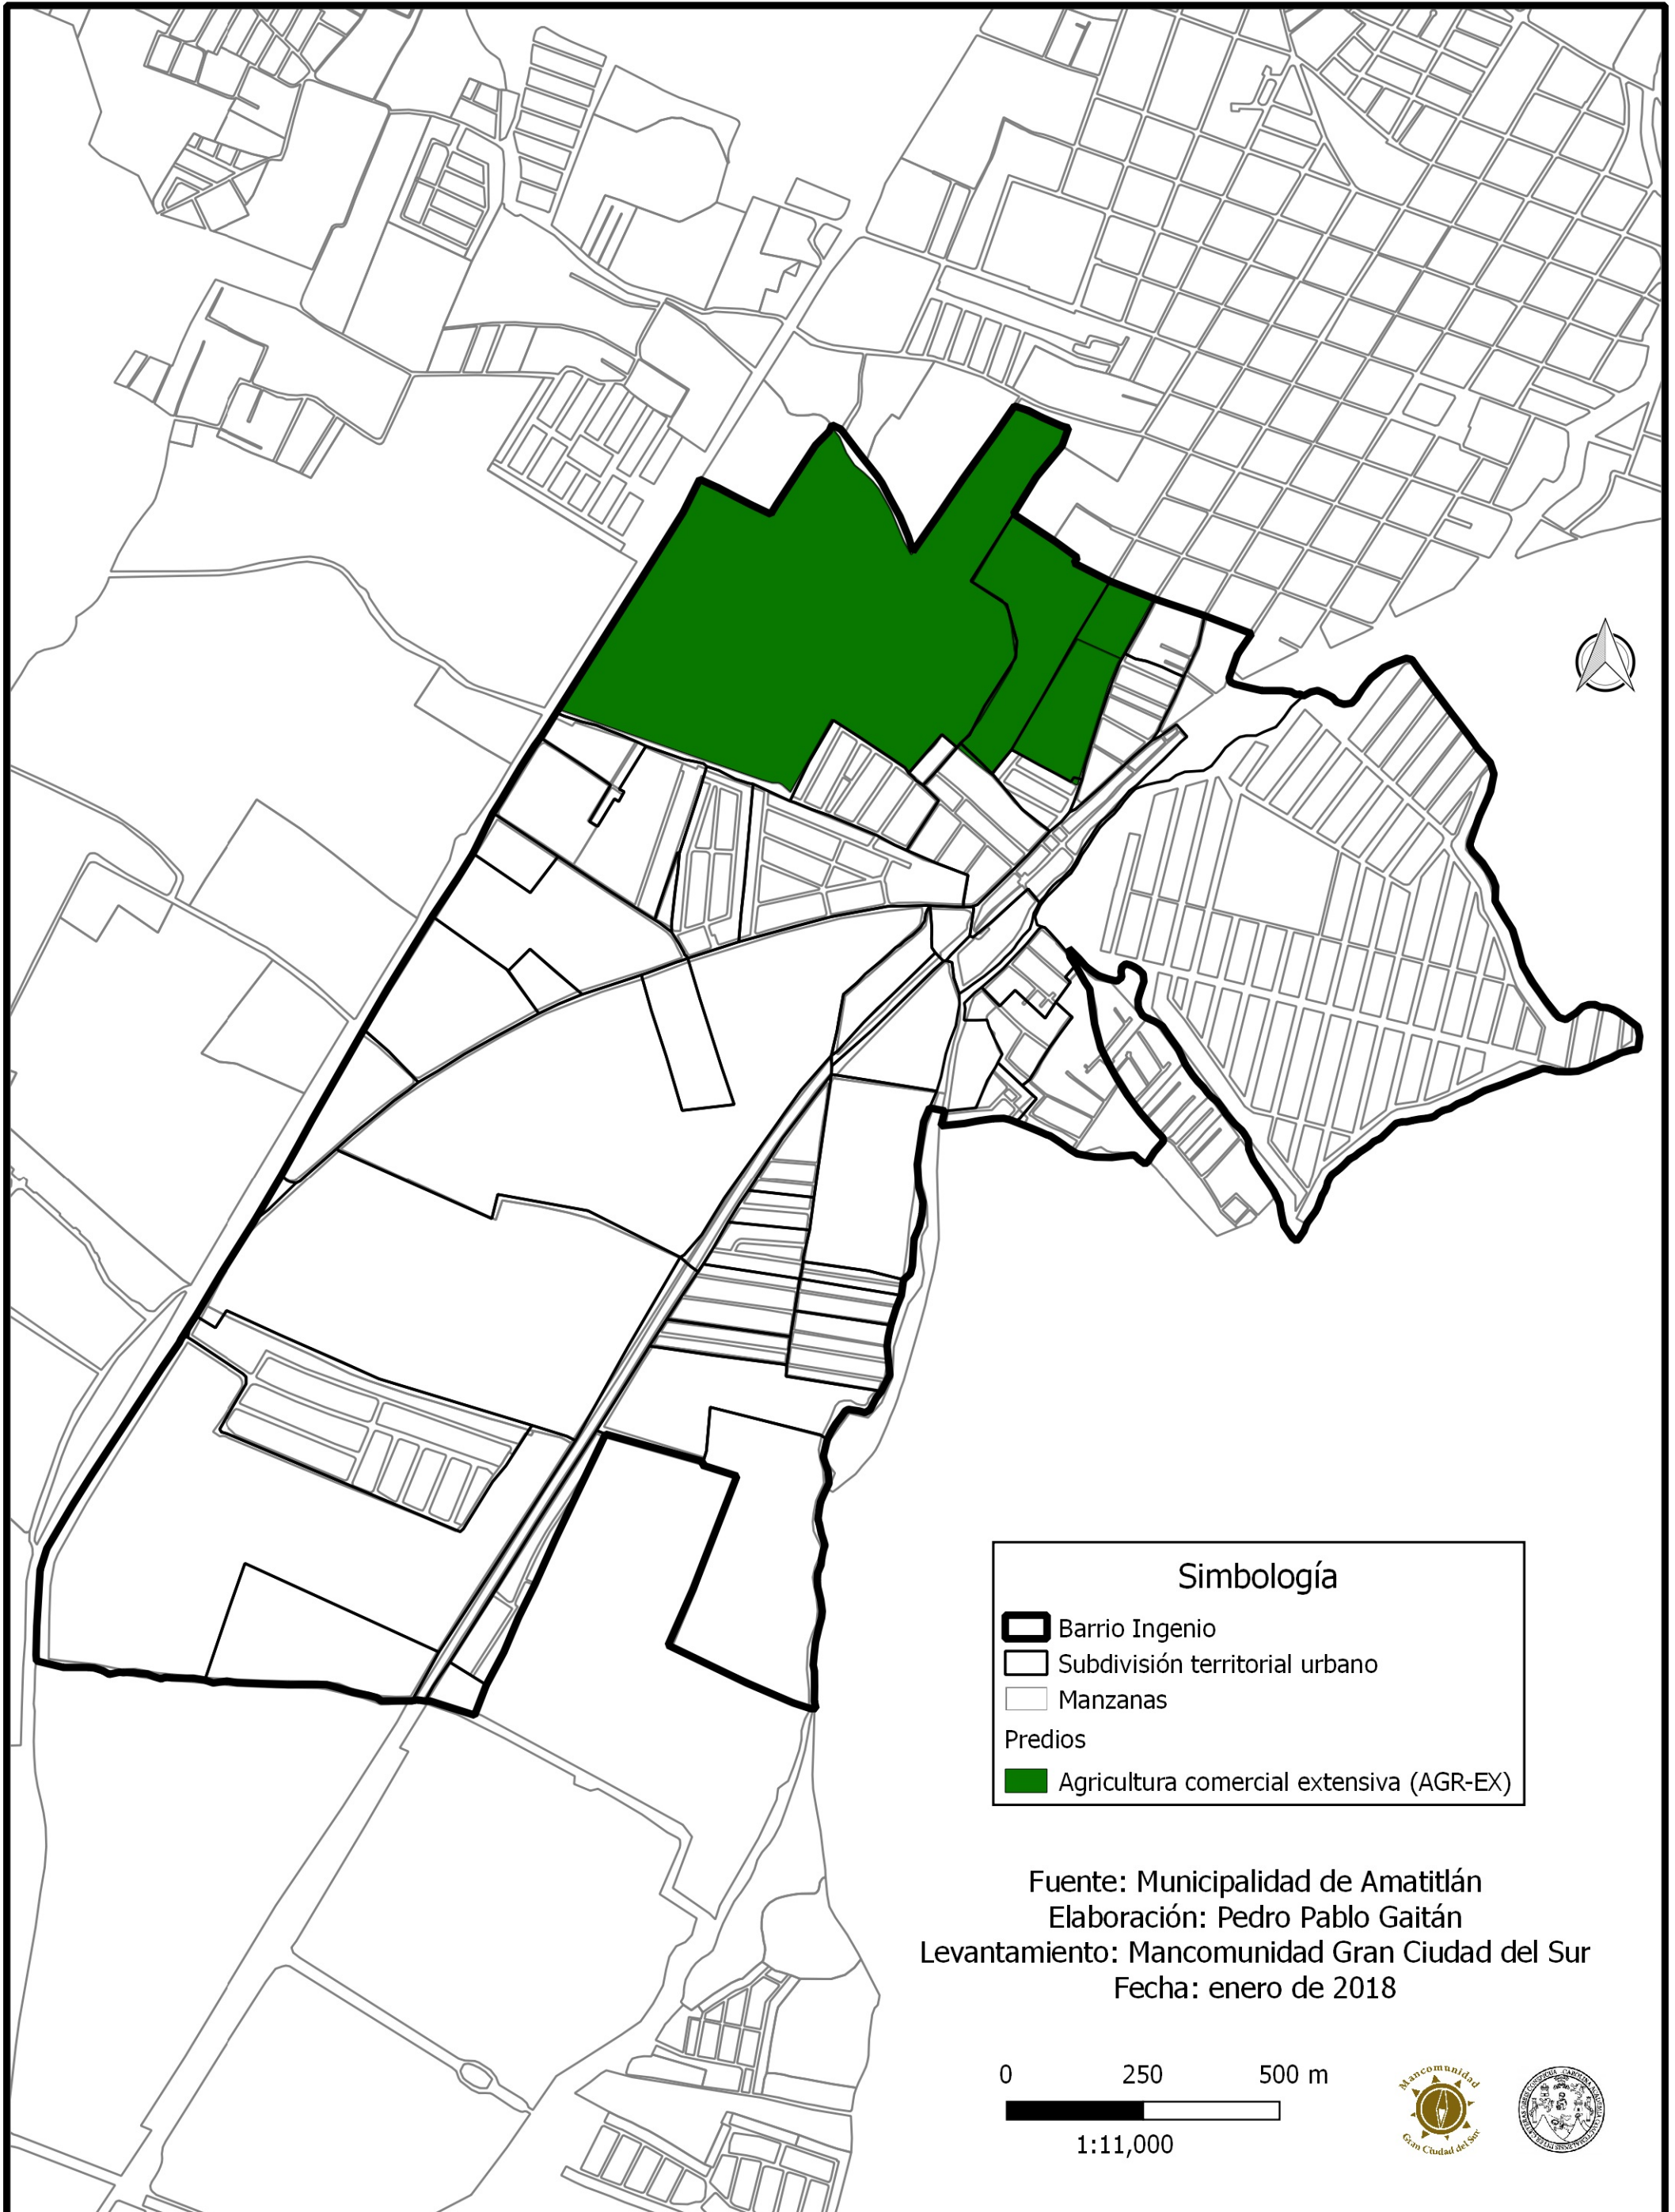 Simbología
Barrio Ingenio
Subdivisión territorial urbano
Manzanas
Predios
Agricultura comercial extensiva (AGR-EX)
Fuente: Municipalidad de Amatitlán
Elaboración: Pedro Pablo Gaitán
Levantamiento: Mancomunidad Gran Ciudad del Sur
Fecha: enero de 2018
0 250 500 m
1:11,000
Mancomunidad
Gran Ciudad del Sur